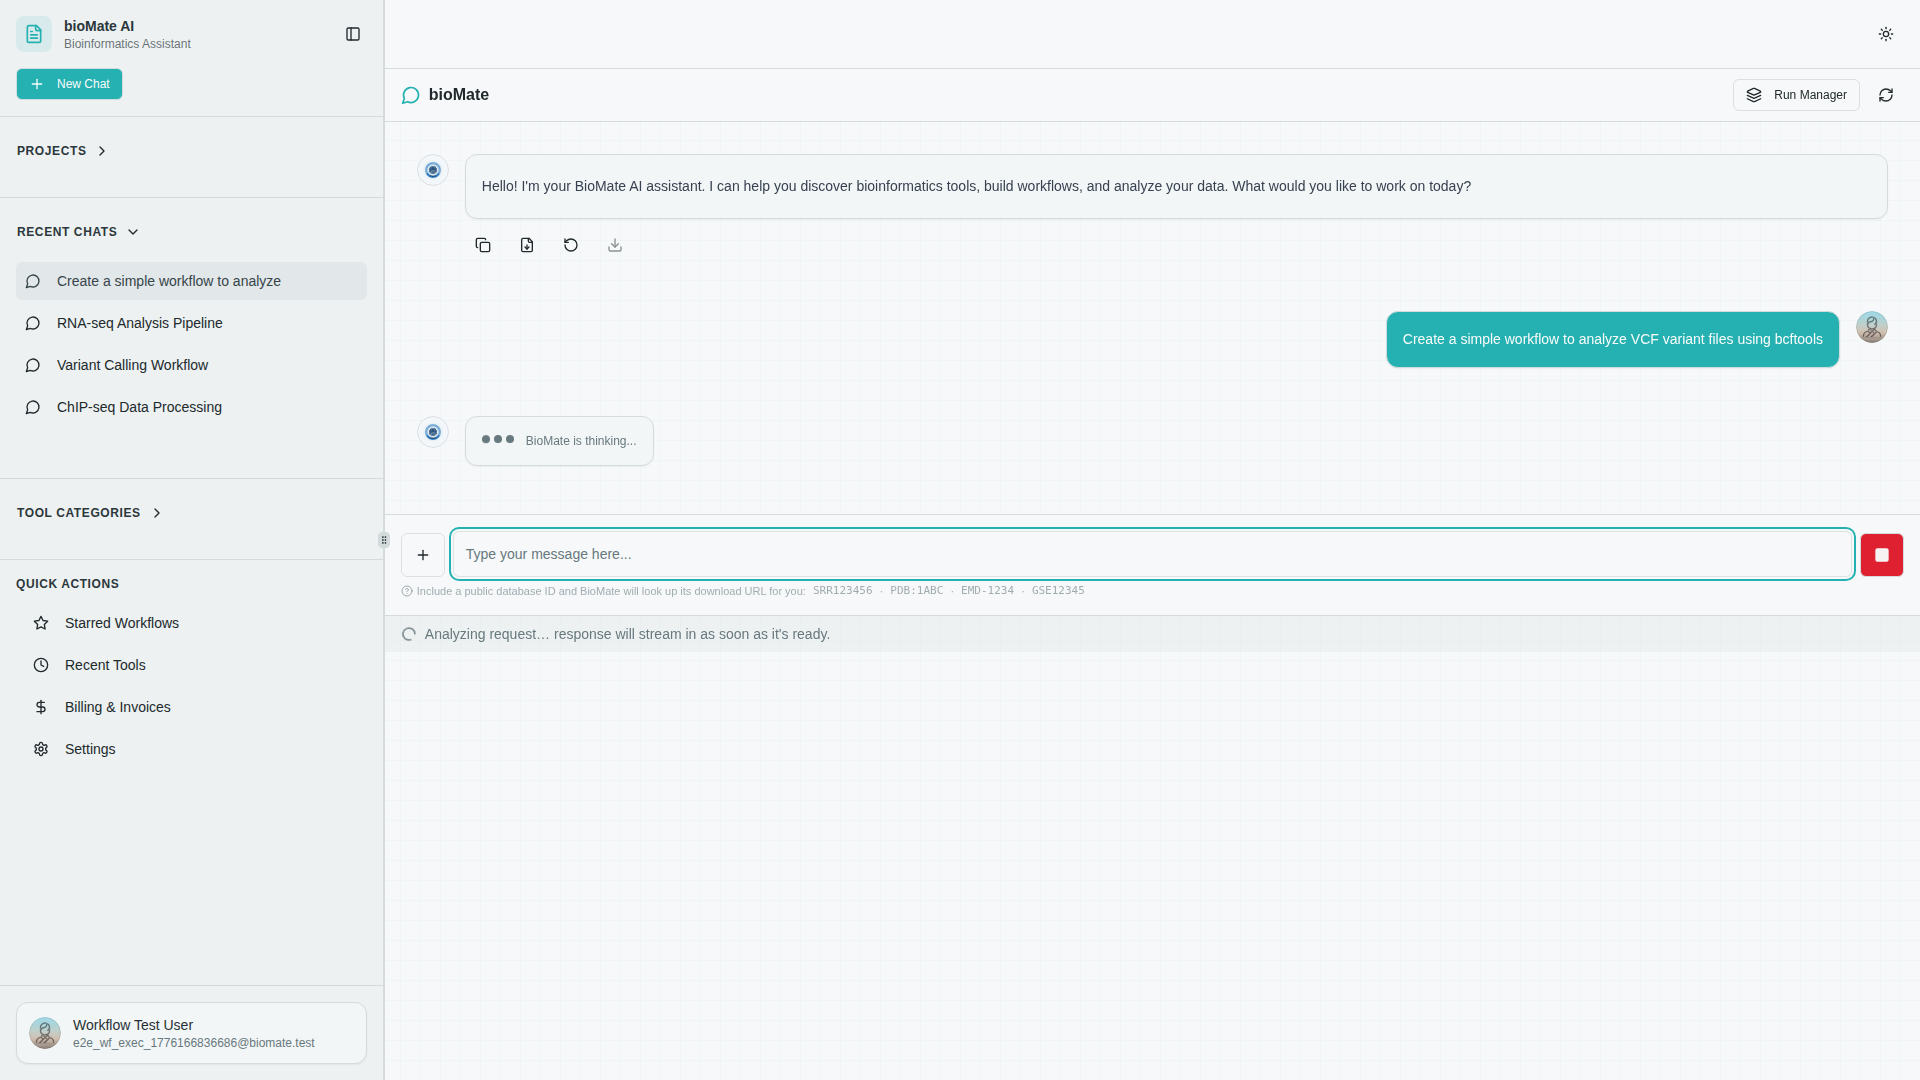 bioMate AI
Bioinformatics Assistant
New Chat
PROJECTS
RECENT CHATS
Create a simple workflow to analyze
RNA-seq Analysis Pipeline
Variant Calling Workflow
ChIP-seq Data Processing
TOOL CATEGORIES
QUICK ACTIONS
Starred Workflows
Recent Tools
Billing & Invoices
Settings
Workflow Test User
e2e_wf_exec_1776166836686@biomate.test
bioMate
Run Manager
Hello! I'm your BioMate AI assistant. I can help you discover bioinformatics tools, build workflows, and analyze your data. What would you like to work on today?
Create a simple workflow to analyze VCF variant files using bcftools
BioMate is thinking...
Type your message here...
Include a public database ID and BioMate will look up its download URL for you: SRR123456 · PDB:1ABC · EMD-1234 · GSE12345
Analyzing request… response will stream in as soon as it's ready.